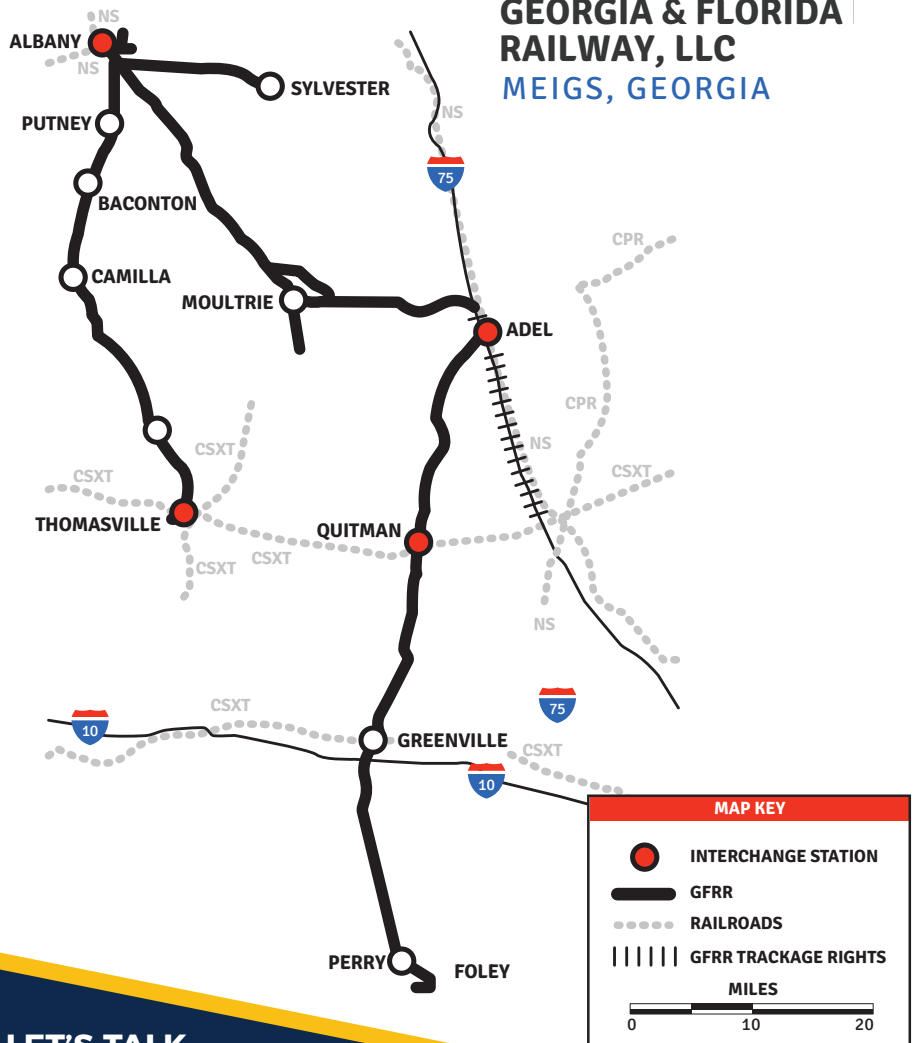 GEORGIA & FLORIDA
RAILWAY, LLC
MEIGS, GEORGIA
NS
ALBANY
NS
SYLVESTER
NS
PUTNEY
75
BACONTON
CPR
CAMILLA
MOULTRIE
ADEL
CPR
CSXT
NS
CSXT
CSXT
THOMASVILLE
QUITMAN
CSXT
CSXT
NS
CSXT
75
10
GREENVILLE
CSXT
10
PERRY
FOLEY
MAP KEY
INTERCHANGE STATION
GFRR
RAILROADS
GFRR TRACKAGE RIGHTS
MILES
0 10 20
LET'S TALK